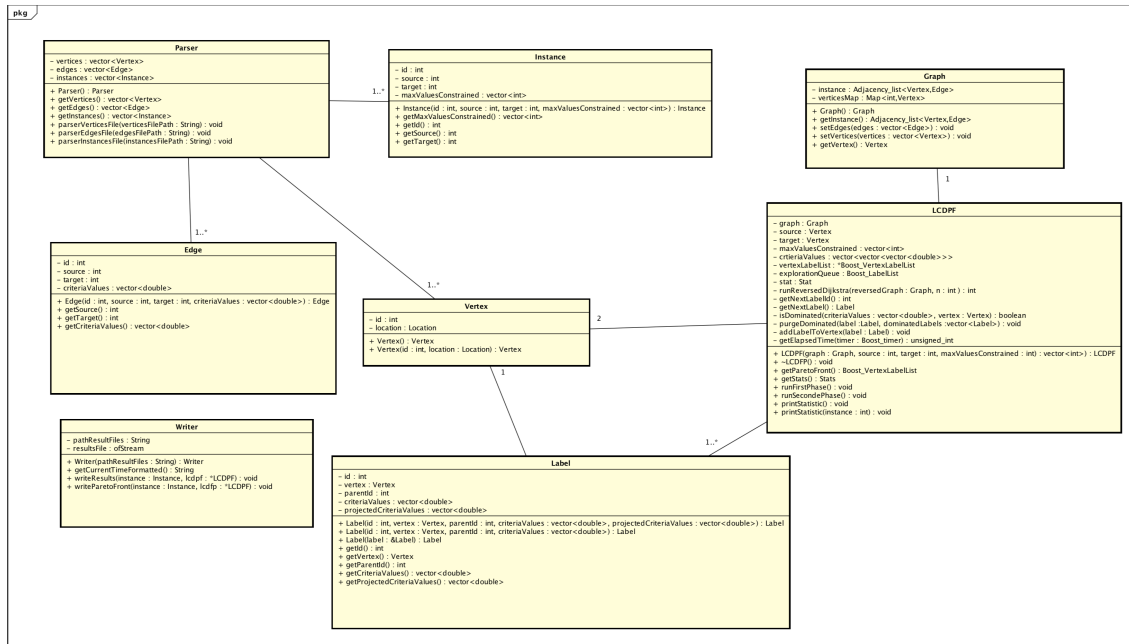 pkg
Parser
– vertices : vector<Vertex>
– edges : vector<Edge>
– instances : vector<Instance>
+ Parser() : Parser
+ getVertices() : vector<Vertex>
+ getEdges() : vector<Edge>
+ getInstances() : vector<Instance>
+ parserVerticesFile(verticesFilePath : String) : void
+ parserEdgesFile(edgesFilePath : String) : void
+ parserInstancesFile(instancesFilePath : String) : void
1..*
Instance
– id : int
– source : int
– target : int
– maxValuesConstrained : vector<int>
+ Instance(id : int, source : int, target : int, maxValuesConstrained : vector<int>) : Instance
+ getMaxValuesConstrained() : vector<int>
+ getId() : int
+ getSource() : int
+ getTarget() : int
Graph
– instance : Adjacency_list<Vertex,Edge>
– verticesMap : Map<int,Vertex>
+ Graph() : Graph
+ getInstance() : Adjacency_list<Vertex,Edge>
+ setEdges(edges : vector<Edge>) : void
+ setVertices(vertices : vector<Vertex>) : void
+ getVertex() : Vertex
1
LCDPF
– graph : Graph
– source : Vertex
– target : Vertex
– maxValuesConstrained : vector<int>
– crtieriaValues : vector<vector<vector<double>>>
– vertexLabelList : *Boost_VertexLabelList
– explorationQueue : Boost_LabelList
– stat : Stat
– runReversedDijkstra(reversedGraph : Graph, n : int ) : int
– getNextLabelId() : int
– getNextLabel() : Label
– isDominated(criteriaValues : vector<double>, vertex : Vertex) : boolean
– purgeDominated(label :Label, dominatedLabels :vector<Label>) : void
– addLabelToVertex(label : Label) : void
– getElapsedTime(timer : Boost_timer) : unsigned_int
+ LCDPF(graph : Graph, source : int, target : int, maxValuesConstrained : int) : vector<int>) : LCDPF
+ ~LCDFP() : void
+ getParetoFront() : Boost_VertexLabelList
+ getStats() : Stats
+ runFirstPhase() : void
+ runSecondePhase() : void
+ printStatistic() : void
+ printStatistic(instance : int) : void
1..*
Edge
– id : int
– source : int
– target : int
– criteriaValues : vector<double>
+ Edge(id : int, source : int, target : int, criteriaValues : vector<double>) : Edge
+ getSource() : int
+ getTarget() : int
+ getCriteriaValues() : vector<double>
1..*
Vertex
– id : int
– location : Location
+ Vertex() : Vertex
+ Vertex(id : int, location : Location) : Vertex
2
1
Writer
– pathResultFiles : String
– resultsFile : ofStream
+ Writer(pathResultFiles : String) : Writer
+ getCurrentTimeFormatted() : String
+ writeResults(instance : Instance, lcdpf : *LCDPF) : void
+ writeParetoFront(instance : Instance, lcdfp : *LCDPF) : void
1..*
Label
– id : int
– vertex : Vertex
– parentId : int
– criteriaValues : vector<double>
– projectedCriteriaValues : vector<double>
+ Label(id : int, vertex : Vertex, parentId : int, criteriaValues : vector<double>, projectedCriteriaValues : vector<double>) : Label
+ Label(id : int, vertex : Vertex, parentId : int, criteriaValues : vector<double>) : Label
+ Label(label : &Label) : Label
+ getId() : int
+ getVertex() : Vertex
+ getParentId() : int
+ getCriteriaValues() : vector<double>
+ getProjectedCriteriaValues() : vector<double>